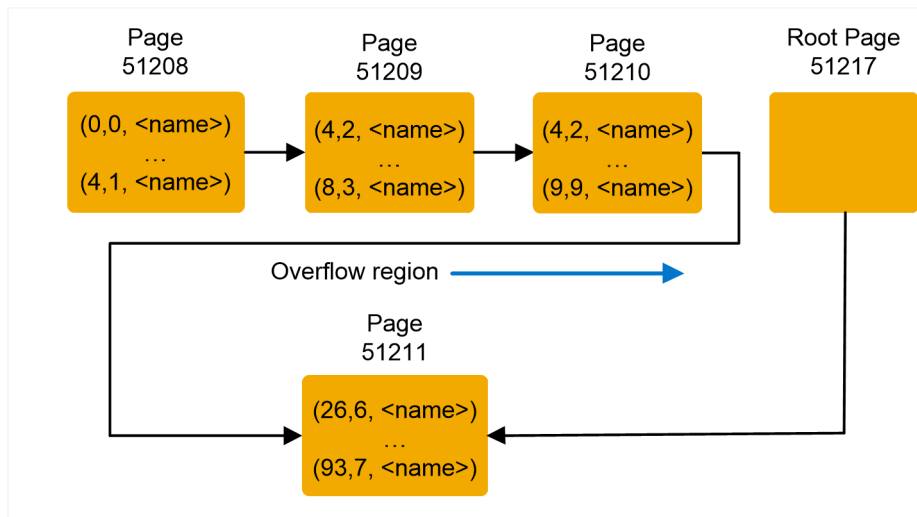 Page
51208
Page
51209
Page
51210
Root Page
51217
(0,0, <name>)
...
(4,1, <name>)
(4,2, <name>)
...
(8,3, <name>)
(4,2, <name>)
...
(9,9, <name>)
Overflow region
Page
51211
(26,6, <name>)
...
(93,7, <name>)